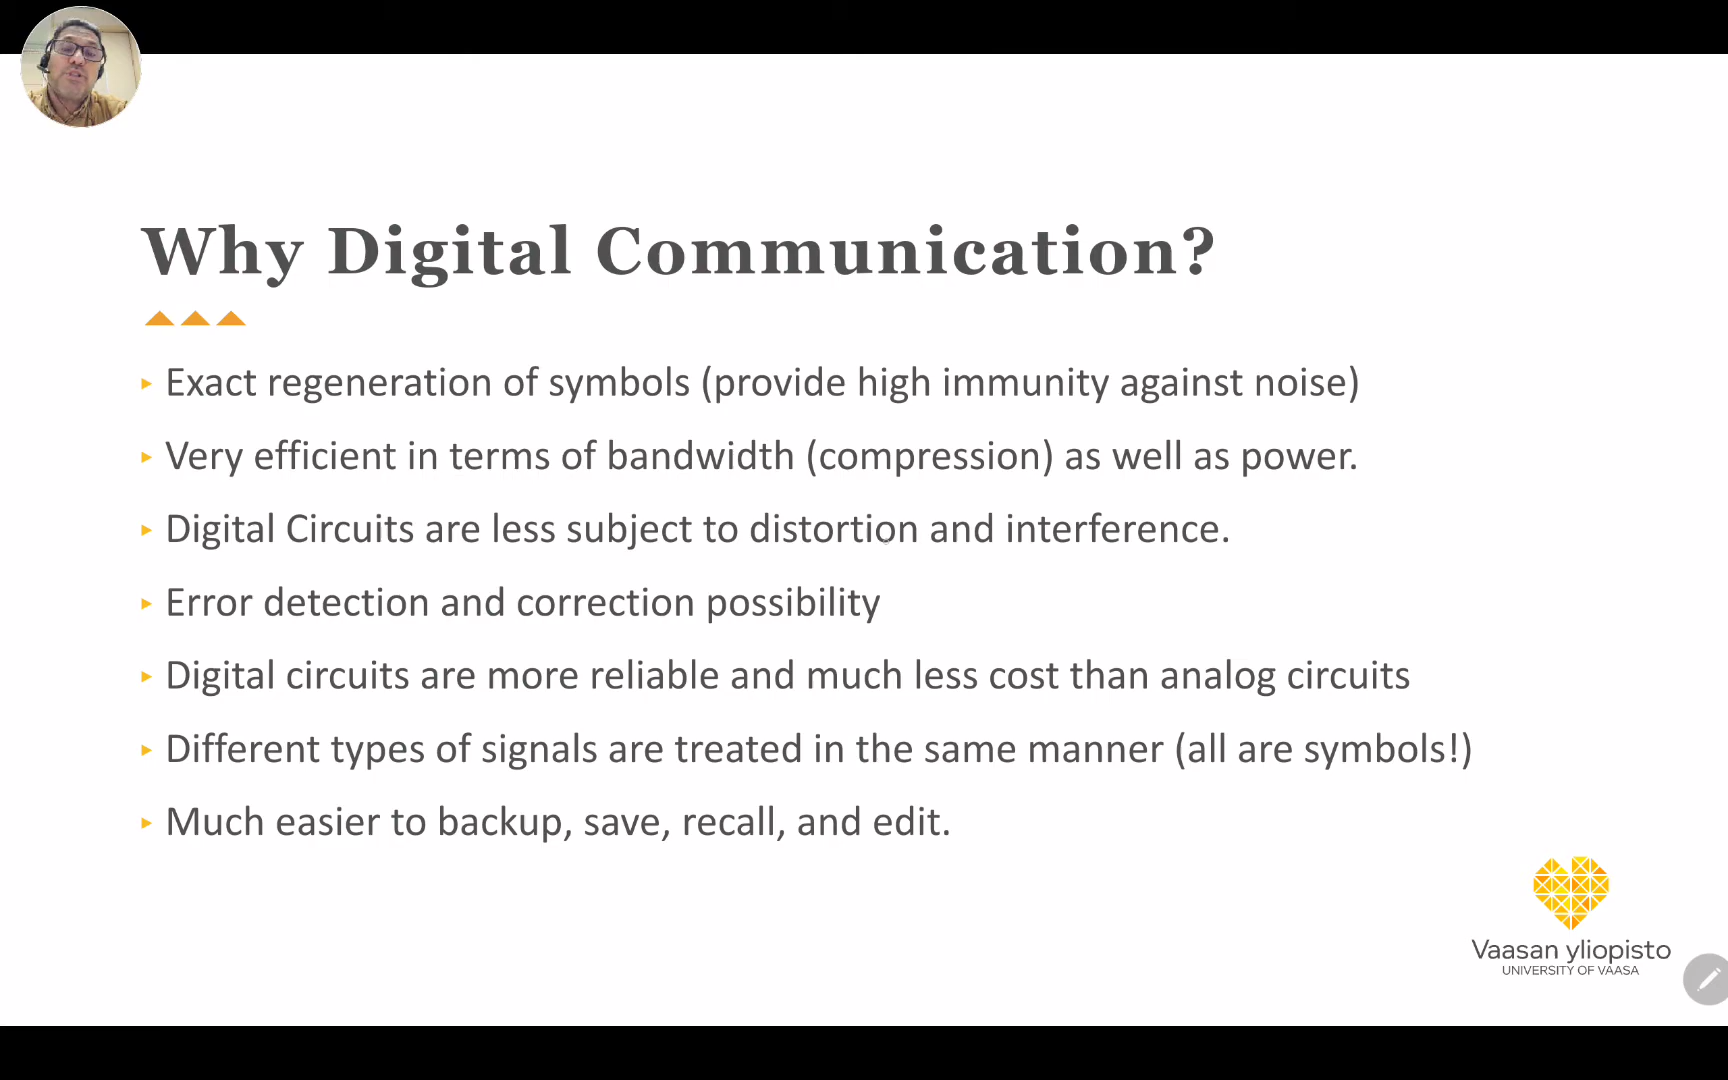 Why Digital Communication?
Exact regeneration of symbols (provide high immunity against noise)
Very efficient in terms of bandwidth (compression) as well as power.
Digital Circuits are less subject to distortion and interference.
Error detection and correction possibility
Digital circuits are more reliable and much less cost than analog circuits
Different types of signals are treated in the same manner (all are symbols!)
Much easier to backup, save, recall, and edit.
Vaasan yliopisto
UNIVERSITY OF VAASA